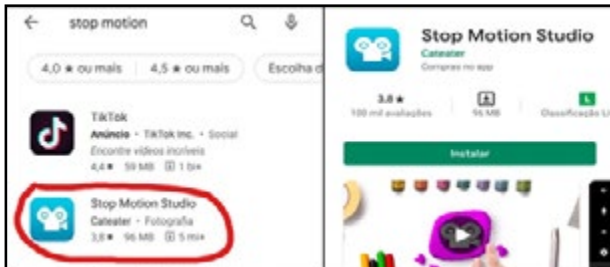 stop motion
4,0 ★ ou mais
4,5 ★ ou mais
Escolha d
TikTok
Anúncio • TikTok Inc. • Social
Encontre vídeos incríveis
4,4 ★ 59 MB 1 bi+
Stop Motion Studio
Cateater • Fotografia
3,8 ★ 96 MB 5 mi+
Stop Motion Studio
Cateater
Compras no app
3,8 ★
100 mil avaliações
96 MB
L
Classificação Li
Instalar